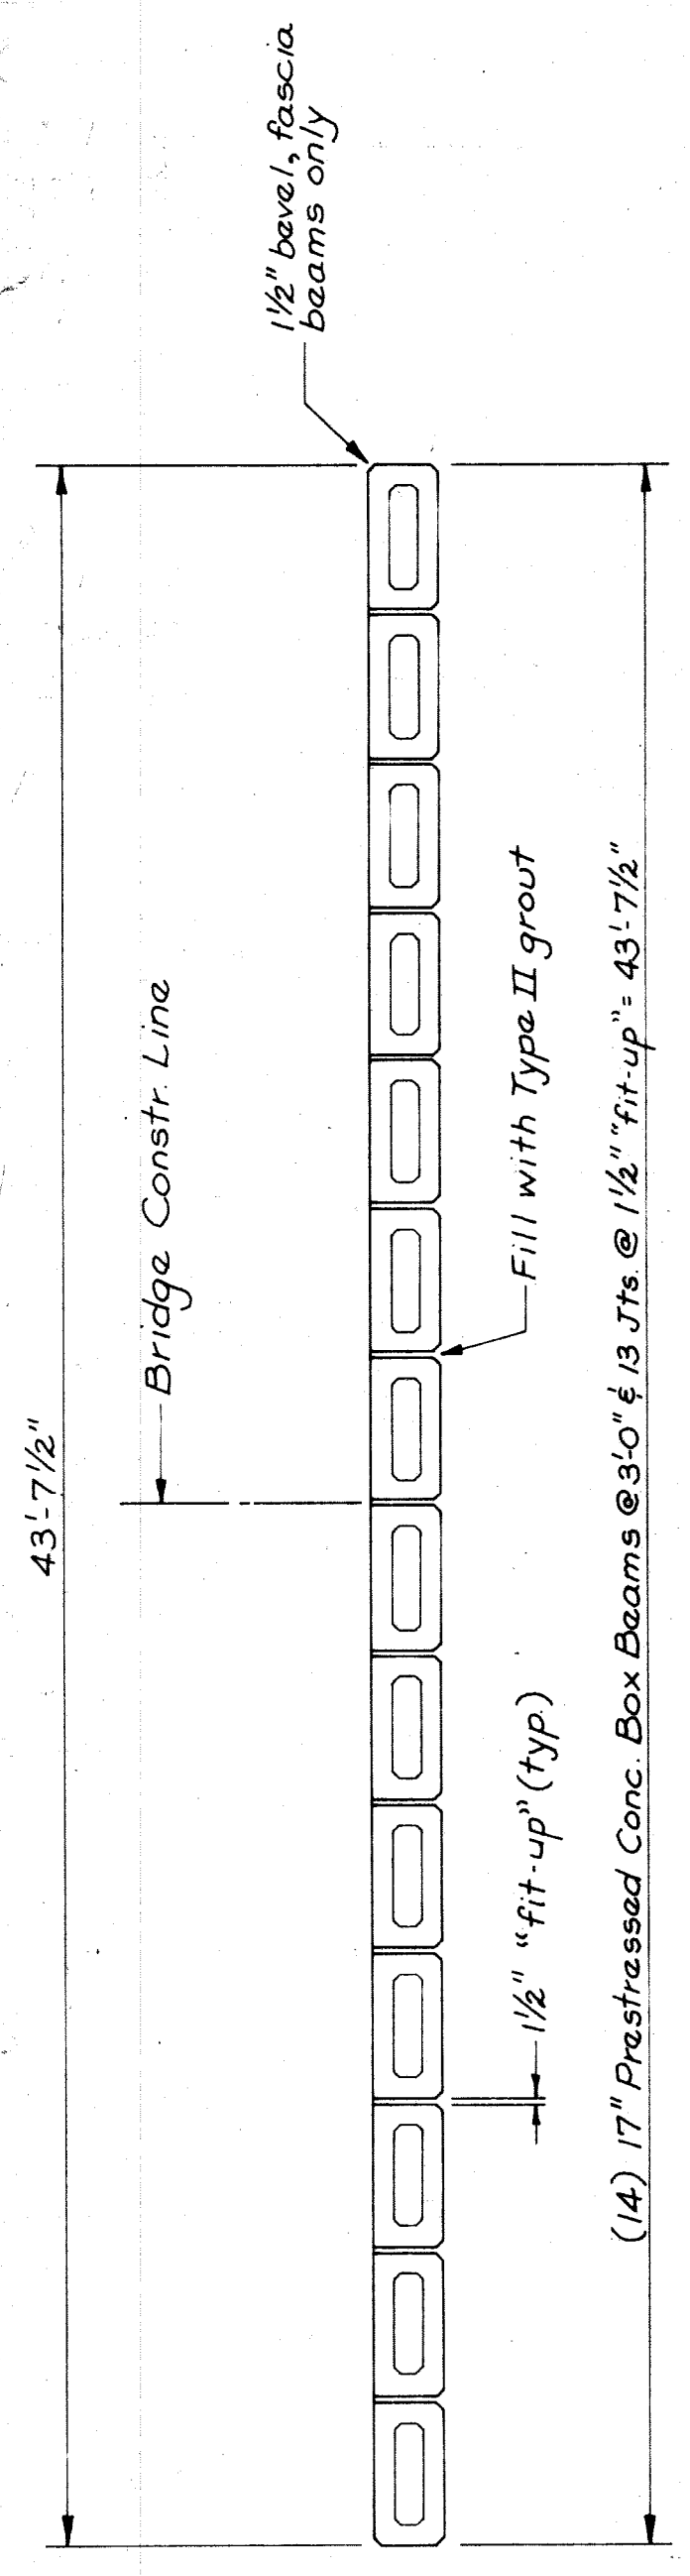 43'-7½"
Bridge Constr. Line
1½" bevel, fascia
beams only
1½" "fit-up" (typ.)
Fill with Type II grout
(14) 17" Prestressed Conc. Box Beams @ 3'-0" & 13 Jts. @ 1½" "fit-up" = 43'-7½"